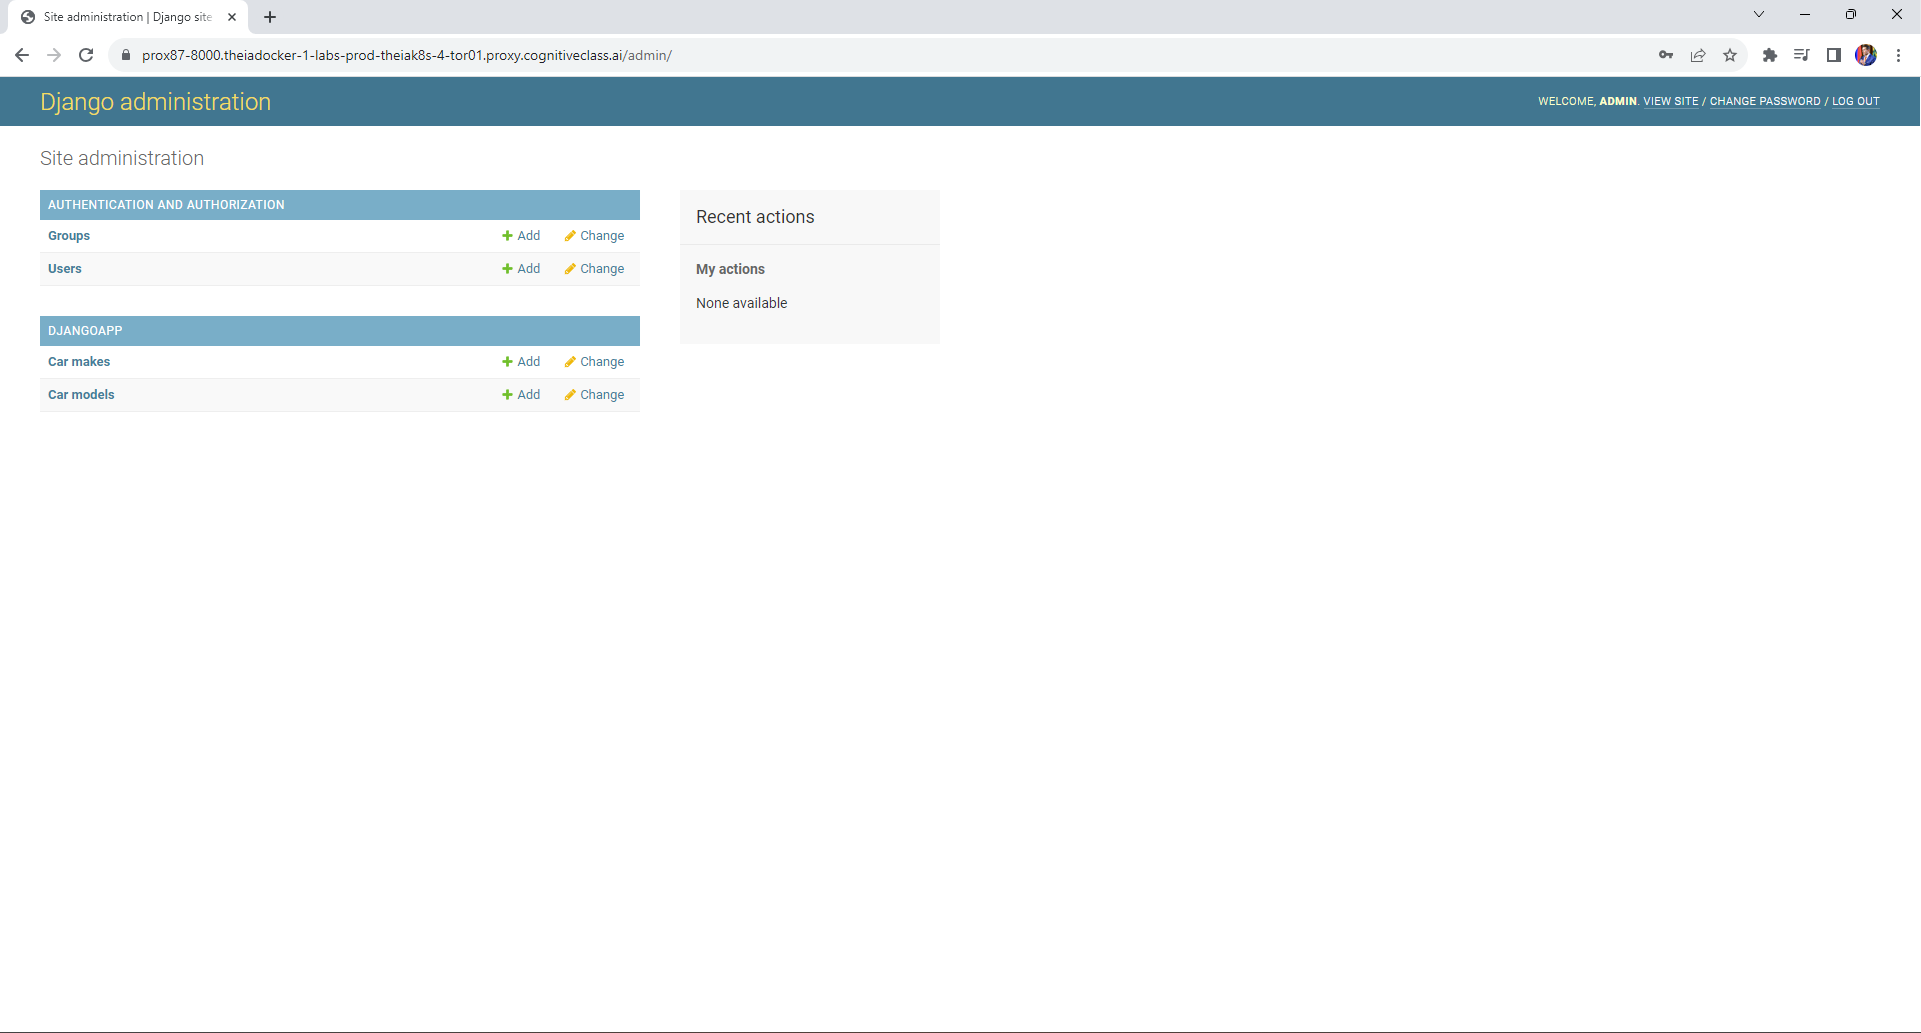 Site administration | Django site
prox87-8000.theiadocker-1-labs-prod-theiak8s-4-tor01.proxy.cognitiveclass.ai/admin/
Django administration
WELCOME, ADMIN. VIEW SITE / CHANGE PASSWORD / LOG OUT
Site administration
AUTHENTICATION AND AUTHORIZATION
Groups Add Change
Users Add Change
DJANGOAPP
Car makes Add Change
Car models Add Change
Recent actions
My actions
None available